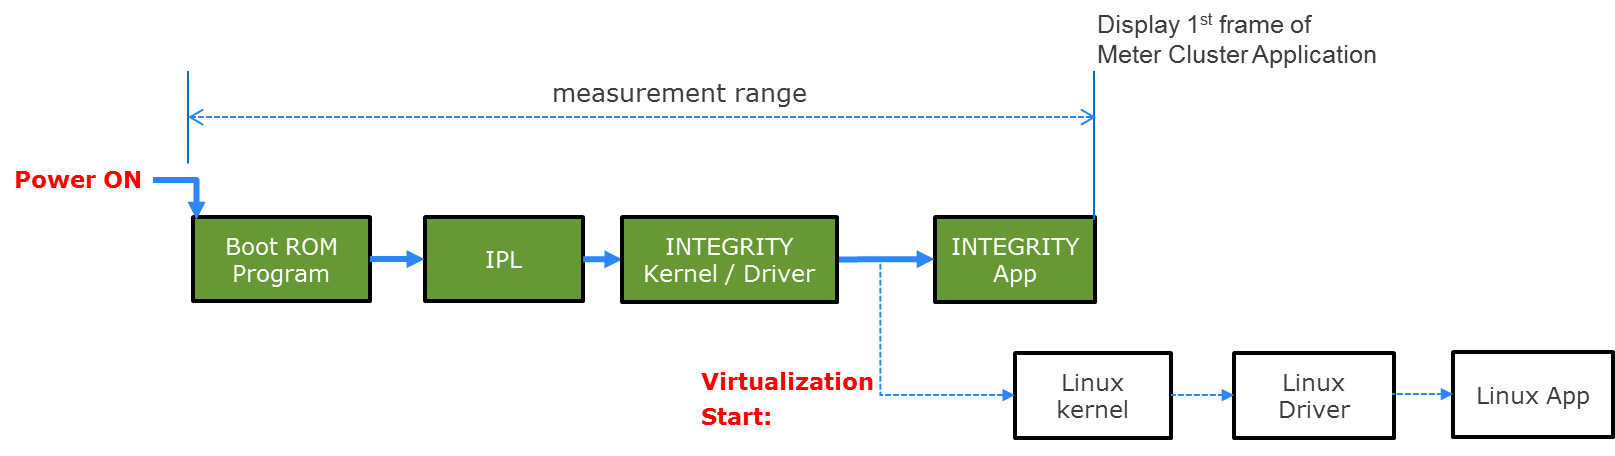 Display 1st frame of
Meter Cluster Application
measurement range
Power ON
Boot ROM
Program
IPL
INTEGRITY
Kernel / Driver
INTEGRITY
App
Virtualization
Start:
Linux
kernel
Linux
Driver
Linux App